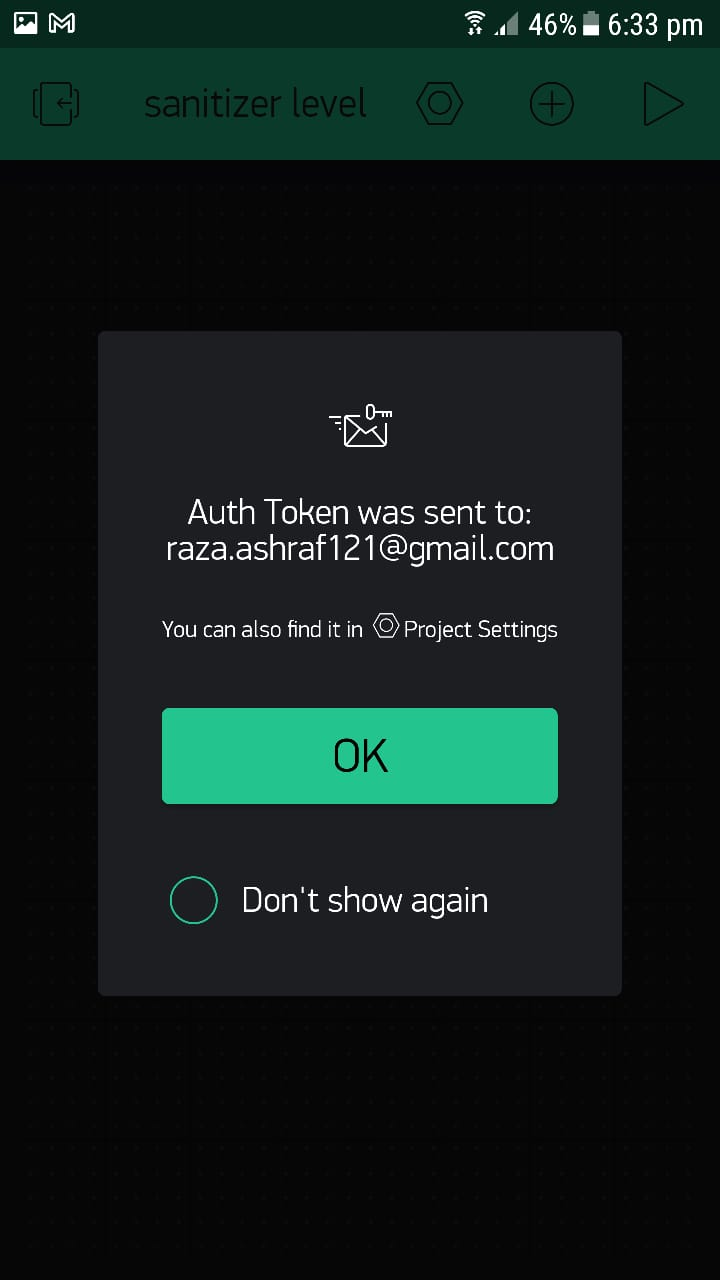 46% 6:33 pm
sanitizer level
Auth Token was sent to:
raza.ashraf121@gmail.com
You can also find it in Project Settings
OK
Don't show again